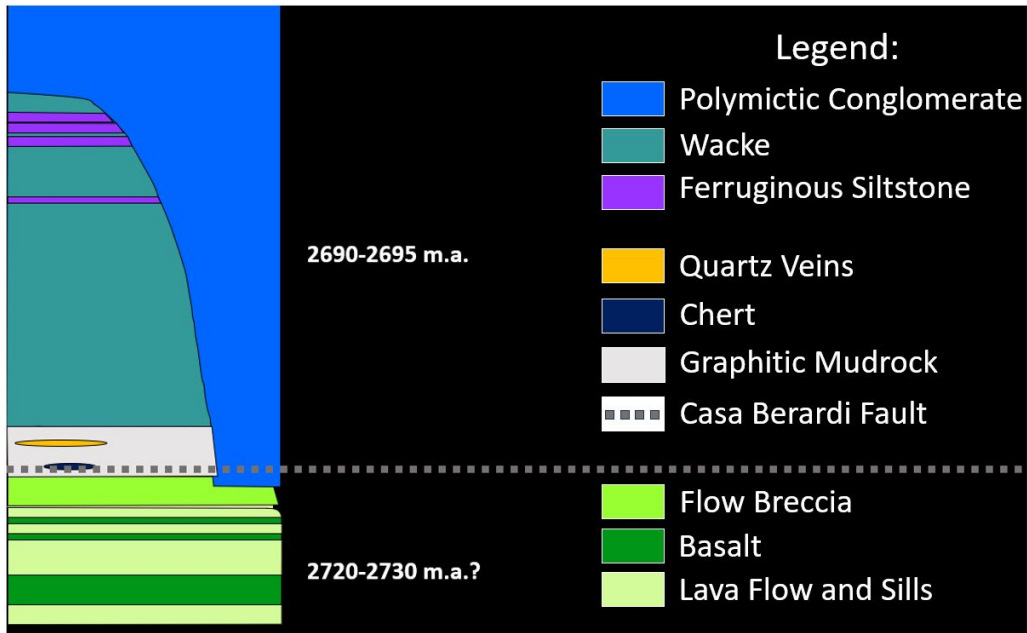 Legend:
Polymictic Conglomerate
Wacke
Ferruginous Siltstone
2690-2695 m.a.
Quartz Veins
Chert
Graphitic Mudrock
Casa Berardi Fault
Flow Breccia
Basalt
2720-2730 m.a.?
Lava Flow and Sills